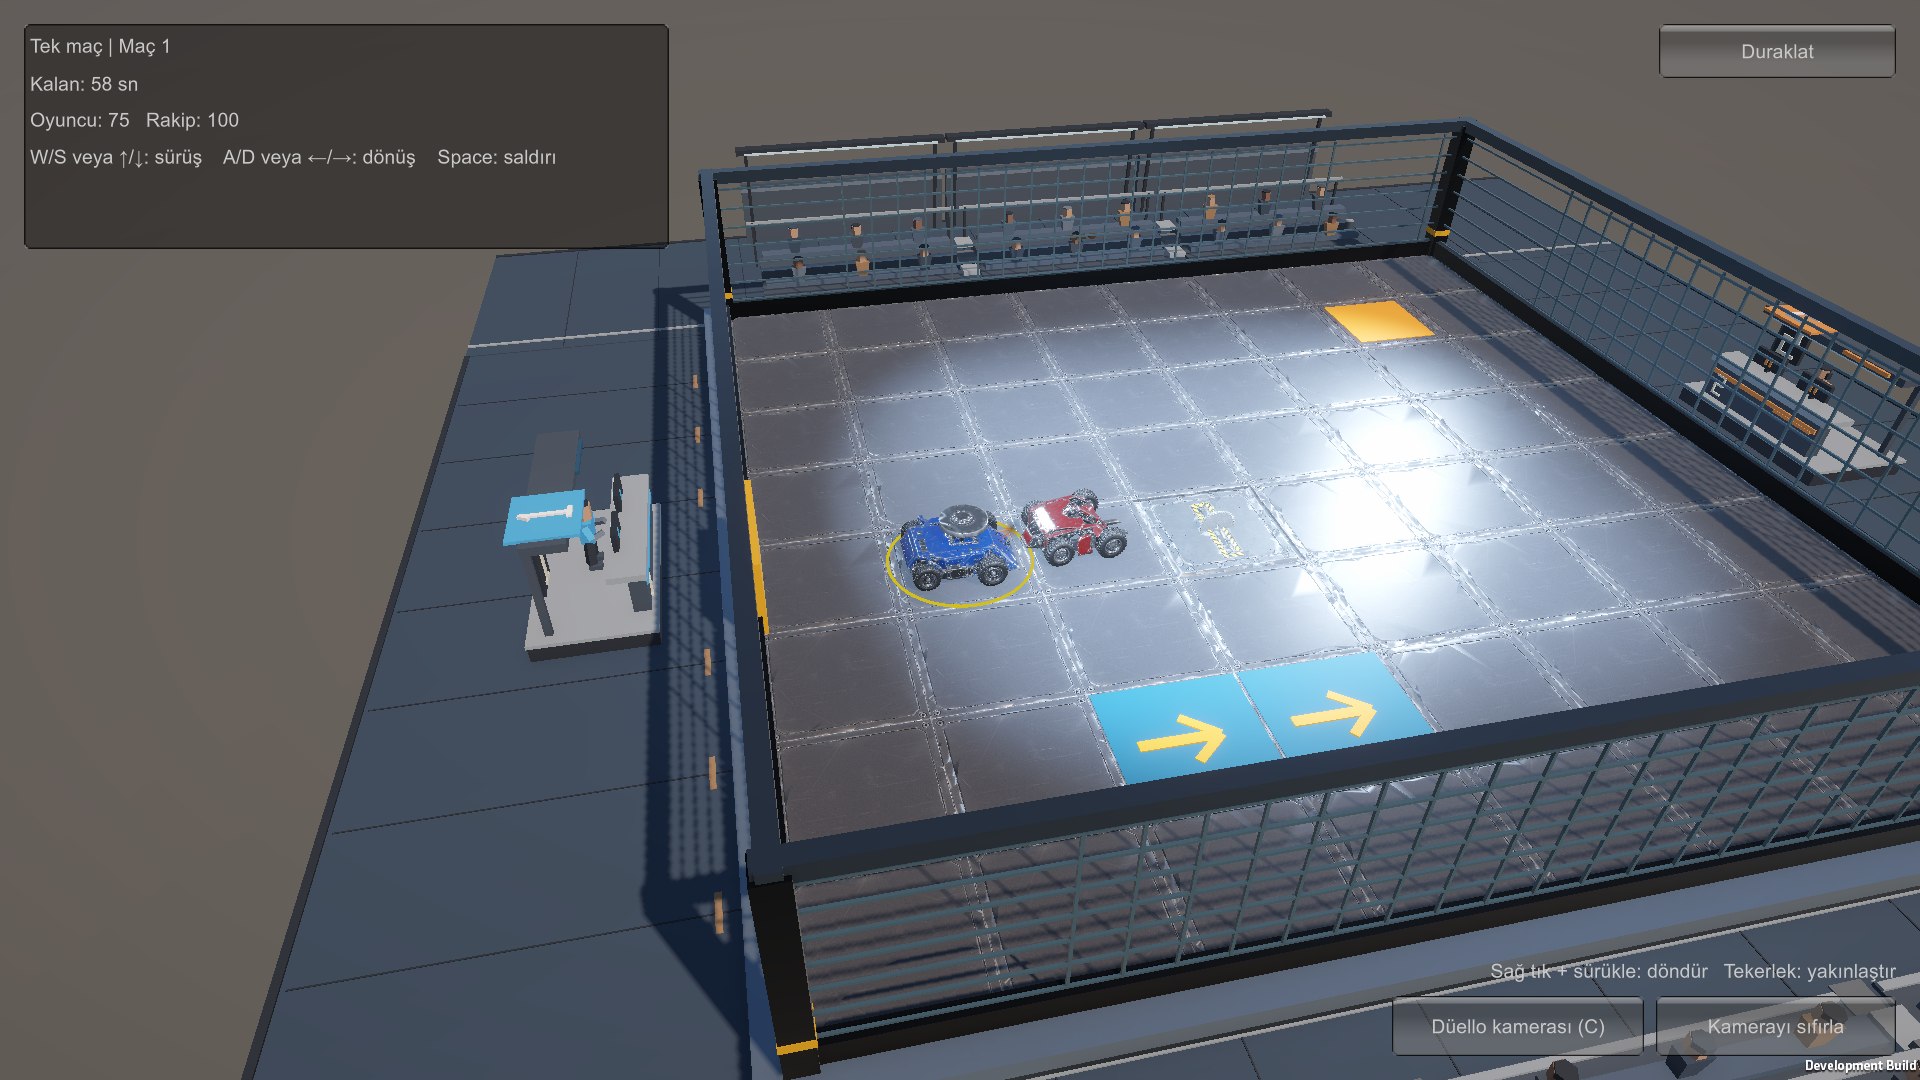 Tek maç | Maç 1
Kalan: 58 sn
Oyuncu: 75   Rakip: 100
W/S veya ↑/↓: sürüş   A/D veya ←/→: dönüş   Space: saldırı
Duraklat
1
Sağ tık + sürükle: döndür   Tekerlek: yakınlaştır
Düello kamerası (C)
Kamerayı sıfırla
Development Build